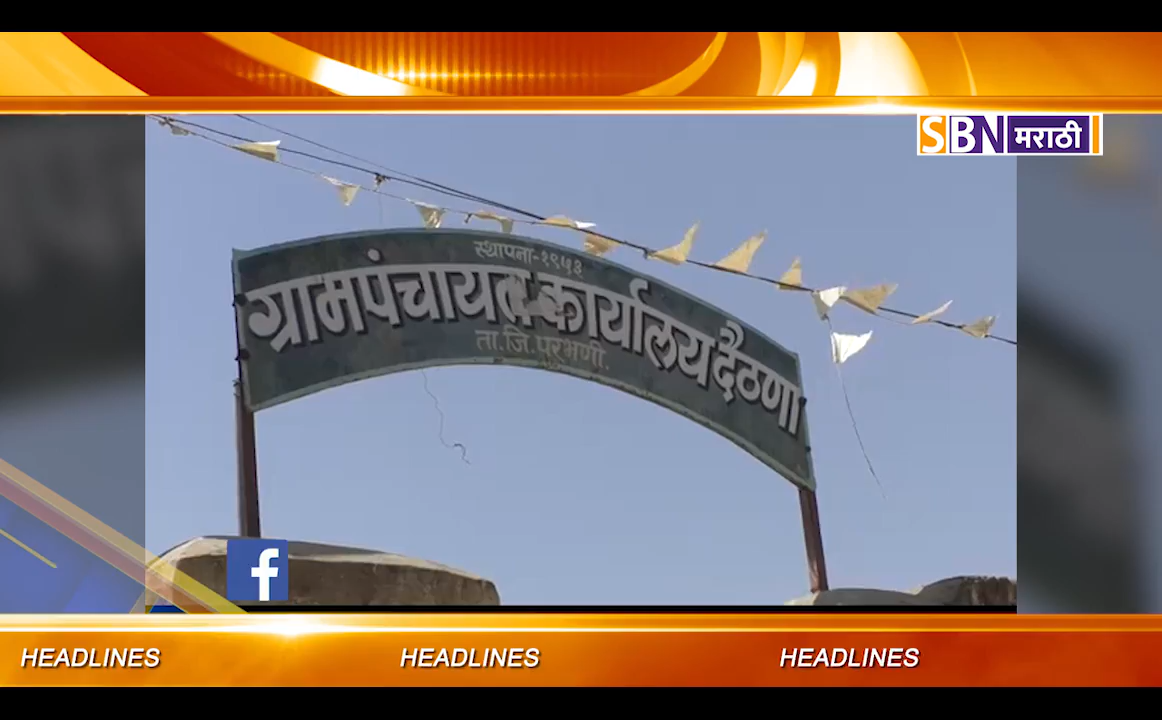 SBN मराठी
स्थापना-१९५३
ग्रामपंचायत कार्यालय दैठणा
ता.जि.परभणी.
f
HEADLINES HEADLINES HEADLINES